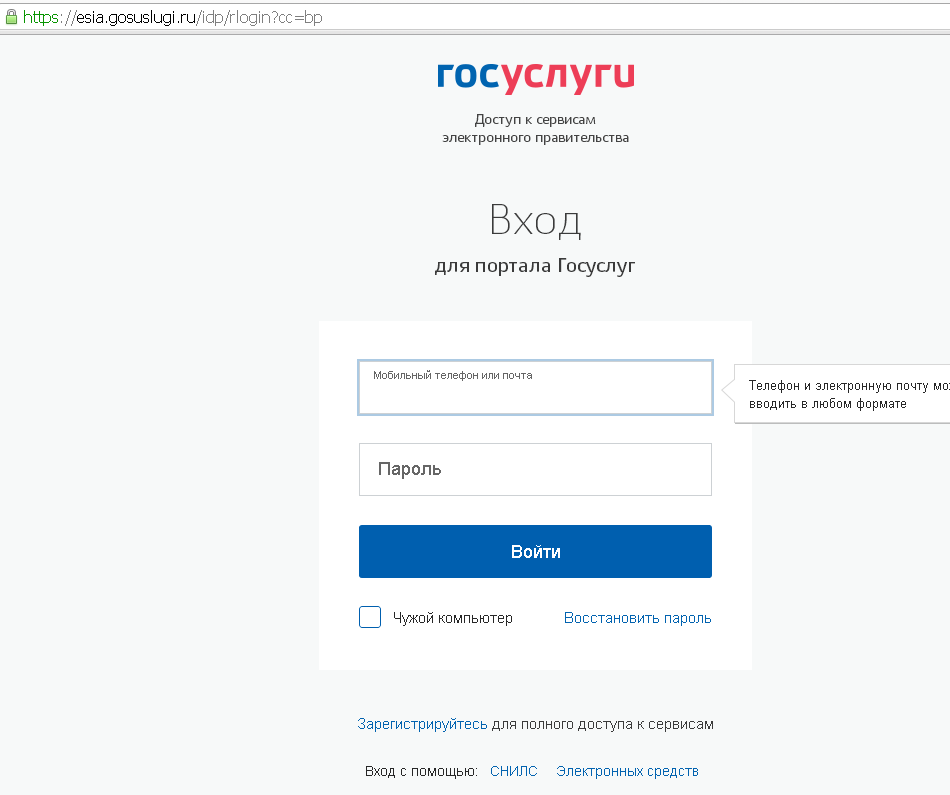 https://esia.gosuslugi.ru/idp/rlogin?cc=bp
госуслуги
Доступ к сервисам
электронного правительства
Вход
для портала Госуслуг
Мобильный телефон или почта
Телефон и электронную почту
вводить в любом формате
Пароль
Войти
Чужой компьютер Восстановить пароль
Зарегистрируйтесь для полного доступа к сервисам
Вход с помощью: СНИЛС Электронных средств